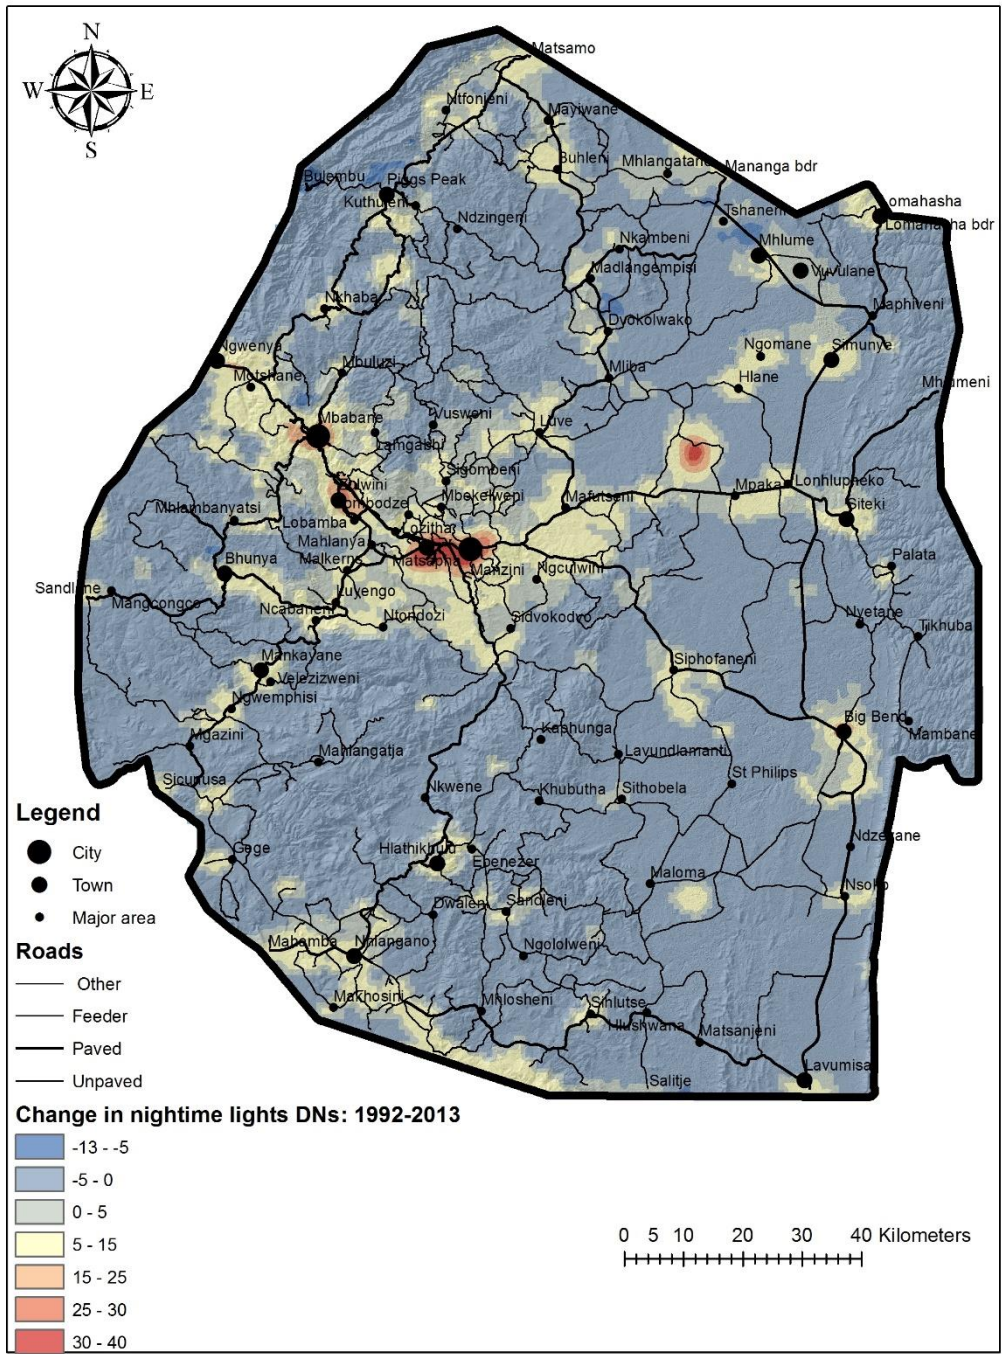 N
W E
S
Matsamo
Ntfonjeni
Mayiwane
Buhleni
Mhlangatane
Mananga bdr
Bulembu
Piggs Peak
Kuthuleni
Ndzingeni
Tshaneni
omahasha
Lomahasha bdr
Nkambeni
Mhlume
Vuvulane
Madlangempisi
Nkhaba
Maphiveni
Dvokolwako
Ngwenya
Mbuluzi
Ngomane
Simunye
Motshane
Mliba
Hlane
Mhlumeni
Mbabane
Vusweni
Luve
Lamgabhi
Sigombeni
Lonhlupheko
Mbekelweni
Mafutseni
Mpaka
Siteki
Mhlambanyatsi
Lobamba
Lozitha
Mahlanya
Bhunya
Malkerns
Matsapha
Manzini
Ngculwini
Palata
Sandlane
Mangcongco
Luyengo
Ncabaneni
Ntondozi
Sidvokodvo
Nyetane
Tikhuba
Mankayane
Velezizweni
Siphofaneni
Ngwemphisi
Big Bend
Mambane
Mgazini
Kaphunga
Lavundlamanti
Mahlangatja
Sicunusa
St Philips
Nkwene
Khubutha
Sithobela
Legend
City
Town
Major area
Gege
Hlathikhulu
Ebenezer
Ndzevane
Maloma
Nsoko
Dwaleni
Sandleni
Mahamba
Nhlangano
Ngololweni
Roads
Other
Feeder
Paved
Unpaved
Makhosini
Mhlosheni
Sihlutse
Hlushwana
Matsanjeni
Lavumisa
Salitje
Change in nightime lights DNs: 1992-2013
-13 - -5
-5 - 0
0 - 5
5 - 15
15 - 25
25 - 30
30 - 40
0 5 10 20 30 40 Kilometers